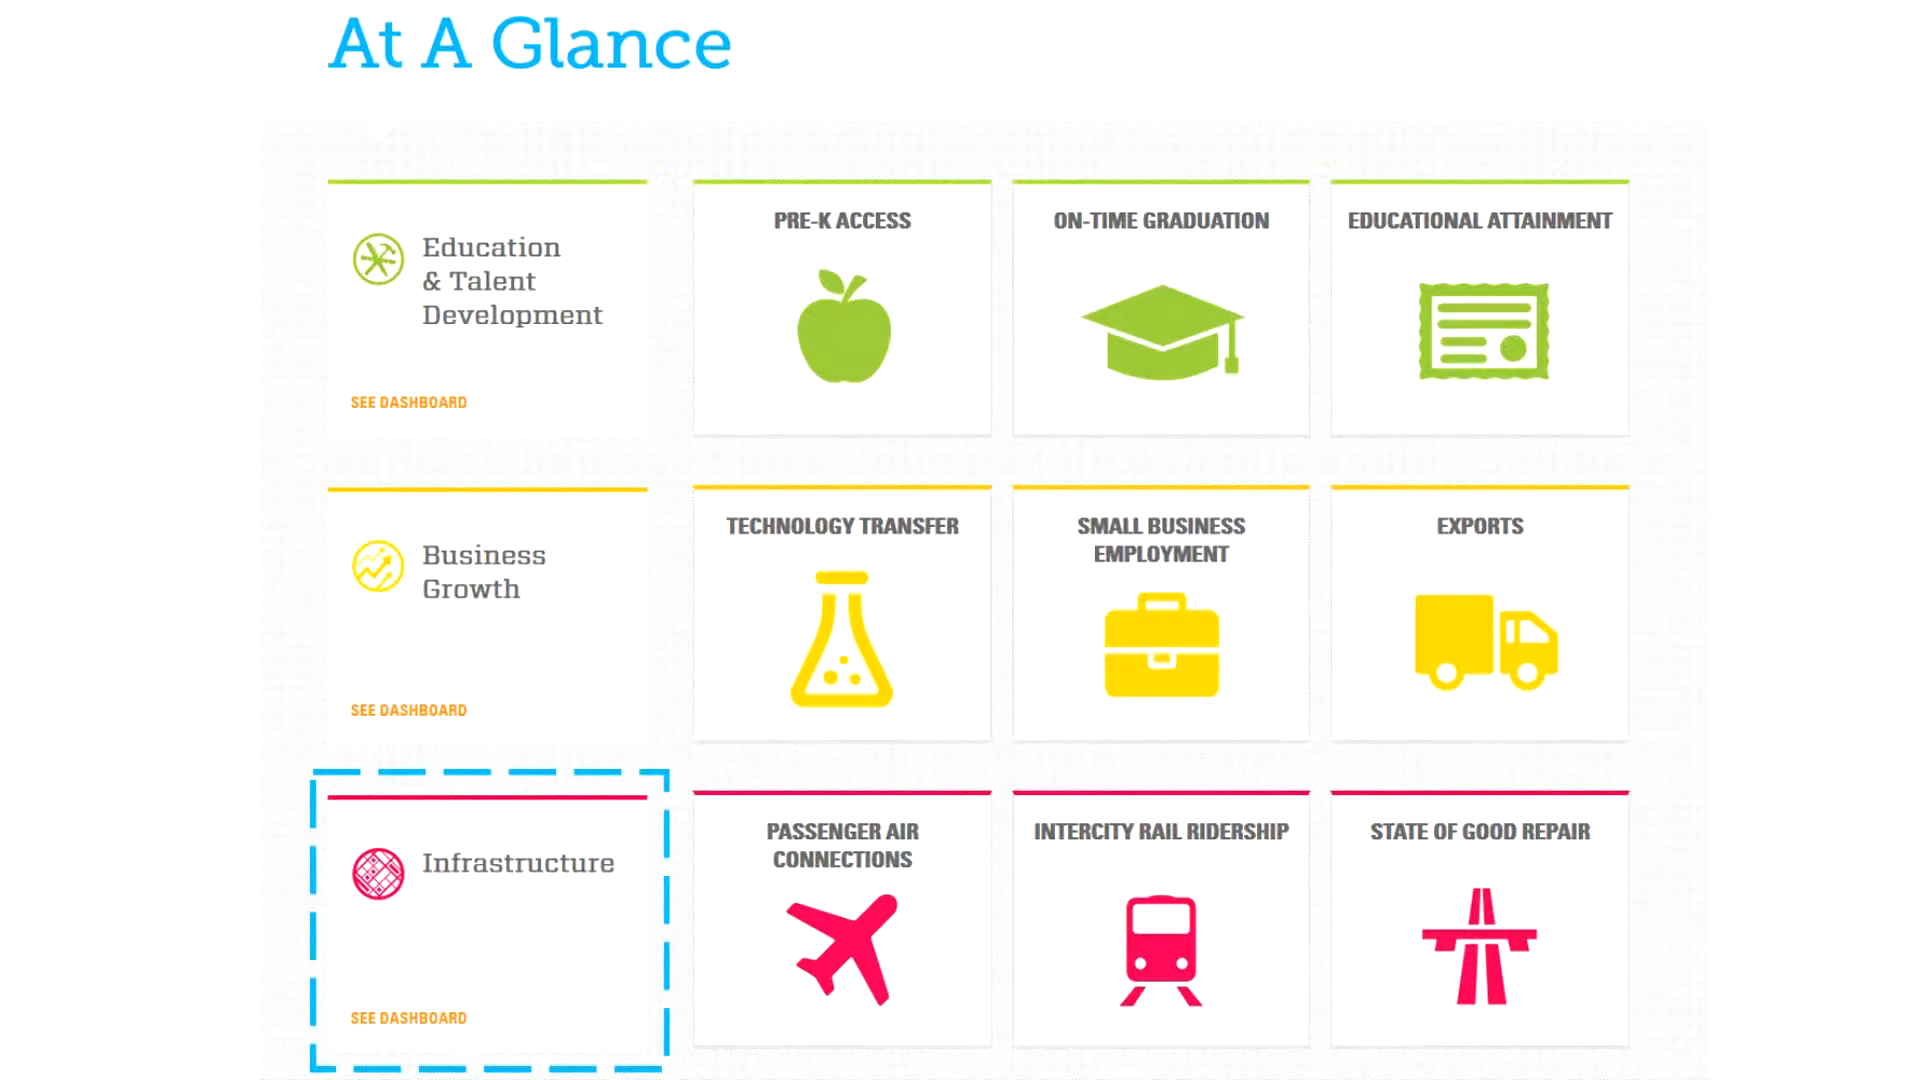 At A Glance
Education
& Talent
Development
SEE DASHBOARD
PRE-K ACCESS
ON-TIME GRADUATION
EDUCATIONAL ATTAINMENT
Business
Growth
SEE DASHBOARD
TECHNOLOGY TRANSFER
SMALL BUSINESS
EMPLOYMENT
EXPORTS
Infrastructure
SEE DASHBOARD
PASSENGER AIR
CONNECTIONS
INTERCITY RAIL RIDERSHIP
STATE OF GOOD REPAIR